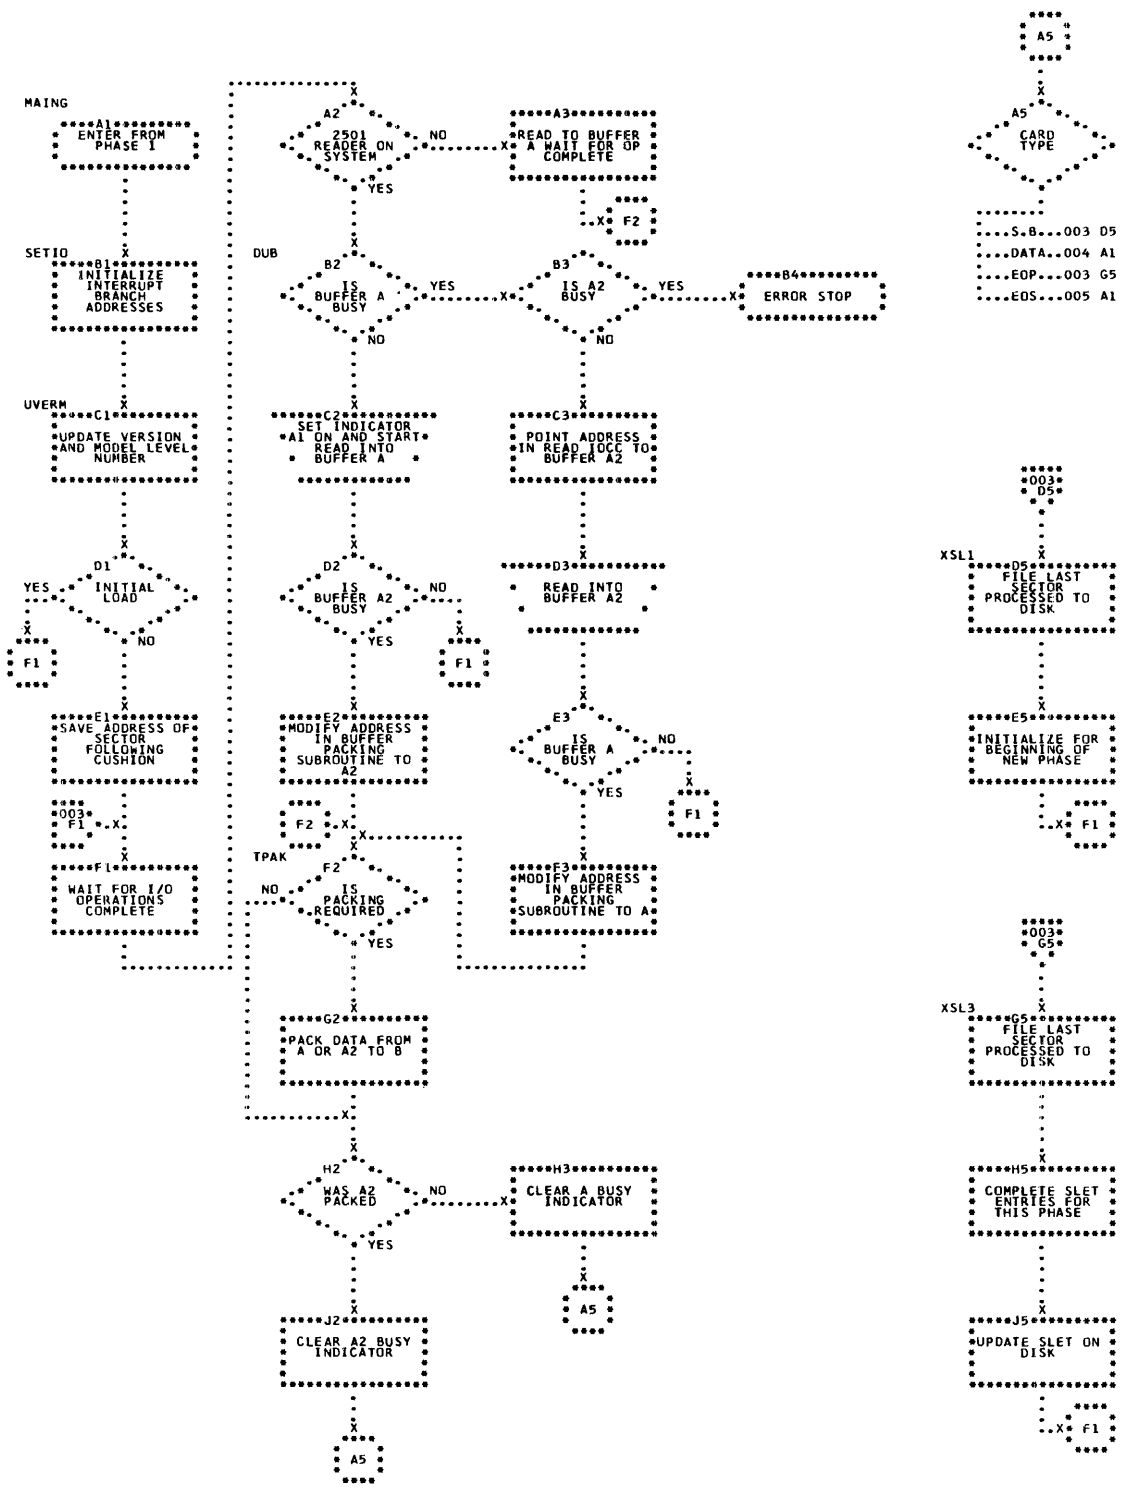 MAING
A1
ENTER FROM
PHASE 1
SETIO
B1
INITIALIZE
INTERRUPT
BRANCH
ADDRESSES
UVERM
C1
UPDATE VERSION
AND MODEL LEVEL
NUMBER
D1
INITIAL
LOAD
YES
NO
F1
E1
SAVE ADDRESS OF
SECTOR
FOLLOWING
CUSHION
003
F1
X
F1
WAIT FOR I/O
OPERATIONS
COMPLETE
A2
2501
READER ON
SYSTEM
NO
YES
DUB
B2
IS
BUFFER A
BUSY
YES
NO
C2
SET INDICATOR
A1 ON AND START
READ INTO
BUFFER A
D2
IS
BUFFER A2
BUSY
NO
YES
F1
E2
MODIFY ADDRESS
IN BUFFER
PACKING
SUBROUTINE TO
A2
F2
TPAK
F2
IS
PACKING
REQUIRED
NO
YES
G2
PACK DATA FROM
A OR A2 TO B
H2
WAS A2
PACKED
NO
YES
J2
CLEAR A2 BUSY
INDICATOR
A5
A3
READ TO BUFFER
A WAIT FOR OP
COMPLETE
F2
B3
IS A2
BUSY
YES
NO
B4
ERROR STOP
C3
POINT ADDRESS
IN READ IOCC TO
BUFFER A2
D3
READ INTO
BUFFER A2
E3
IS
BUFFER A
BUSY
NO
YES
F1
F3
MODIFY ADDRESS
IN BUFFER
PACKING
SUBROUTINE TO A
H3
CLEAR A BUSY
INDICATOR
A5
A5
A5
CARD
TYPE
S.B...003 D5
DATA..004 A1
EOP...003 G5
EOS...005 A1
003
D5
XSL1
D5
FILE LAST
SECTOR
PROCESSED TO
DISK
E5
INITIALIZE FOR
BEGINNING OF
NEW PHASE
F1
003
G5
XSL3
G5
FILE LAST
SECTOR
PROCESSED TO
DISK
H5
COMPLETE SLET
ENTRIES FOR
THIS PHASE
J5
UPDATE SLET ON
DISK
F1